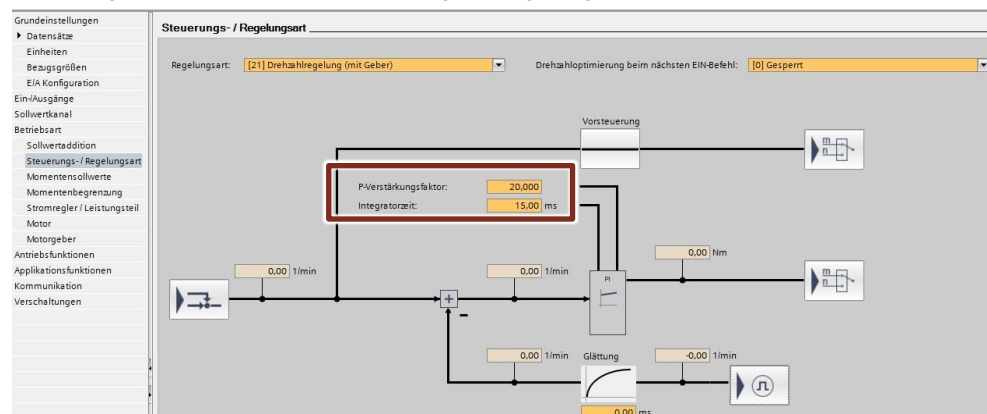 Grundeinstellungen
Datensätze
Einheiten
Bezugsgrößen
E/A Konfiguration
Ein-/Ausgänge
Sollwertkanal
Betriebsart
Sollwertaddition
Steuerungs- / Regelungsart
Momentensollwerte
Momentenbegrenzung
Stromregler / Leistungsteil
Motor
Motorgeber
Antriebsfunktionen
Applikationsfunktionen
Kommunikation
Verschaltungen
Steuerungs- / Regelungsart
Regelungsart: [21] Drehzahlregelung (mit Geber)
Drehzahloptimierung beim nächsten EIN-Befehl: [0] Gesperrt
Vorsteuerung
m
n
P-Verstärkungsfaktor: 20,000
Integratorzeit: 15,00 ms
0,00 Nm
0,00 1/min
0,00 1/min
PI
m
n
+
-
0,00 1/min
Glättung
-0,00 1/min
0,00 ms